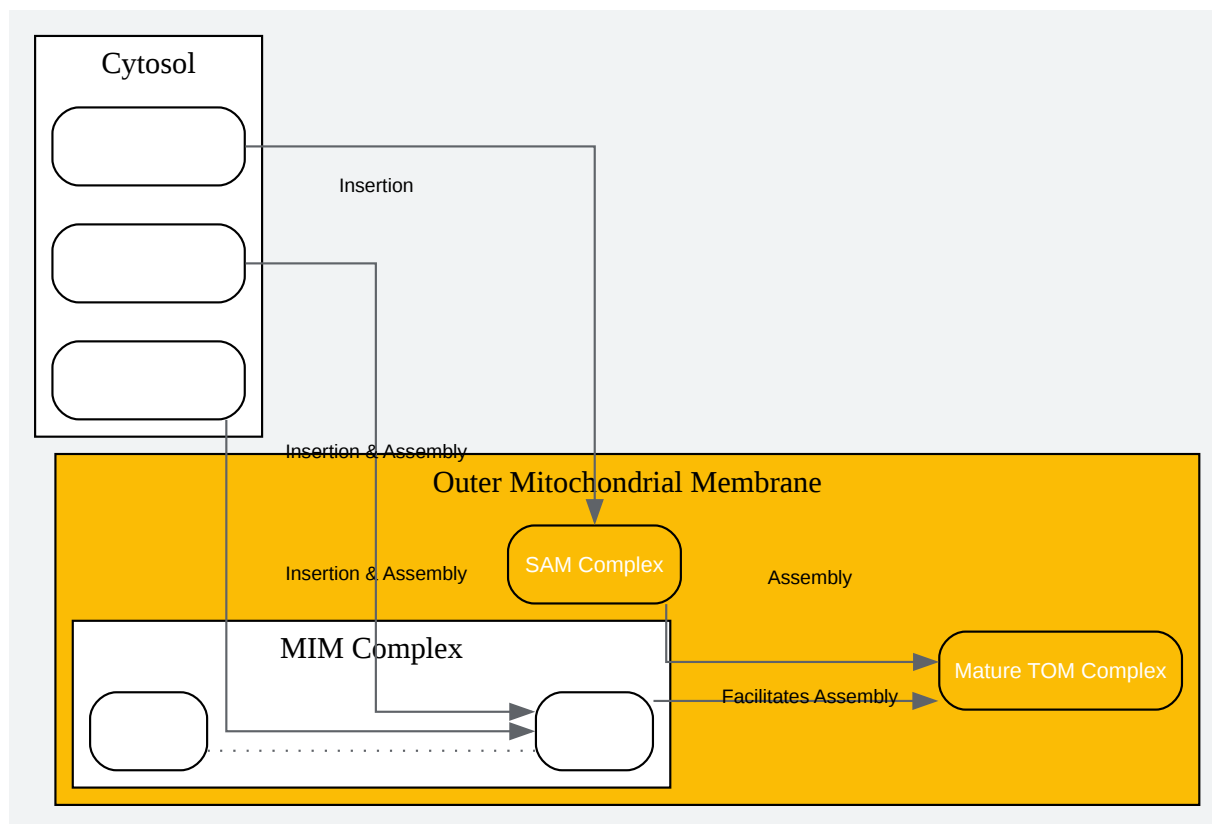 Cytosol
Insertion
Insertion & Assembly
Outer Mitochondrial Membrane
SAM Complex
Insertion & Assembly
Assembly
MIM Complex
Mature TOM Complex
Facilitates Assembly